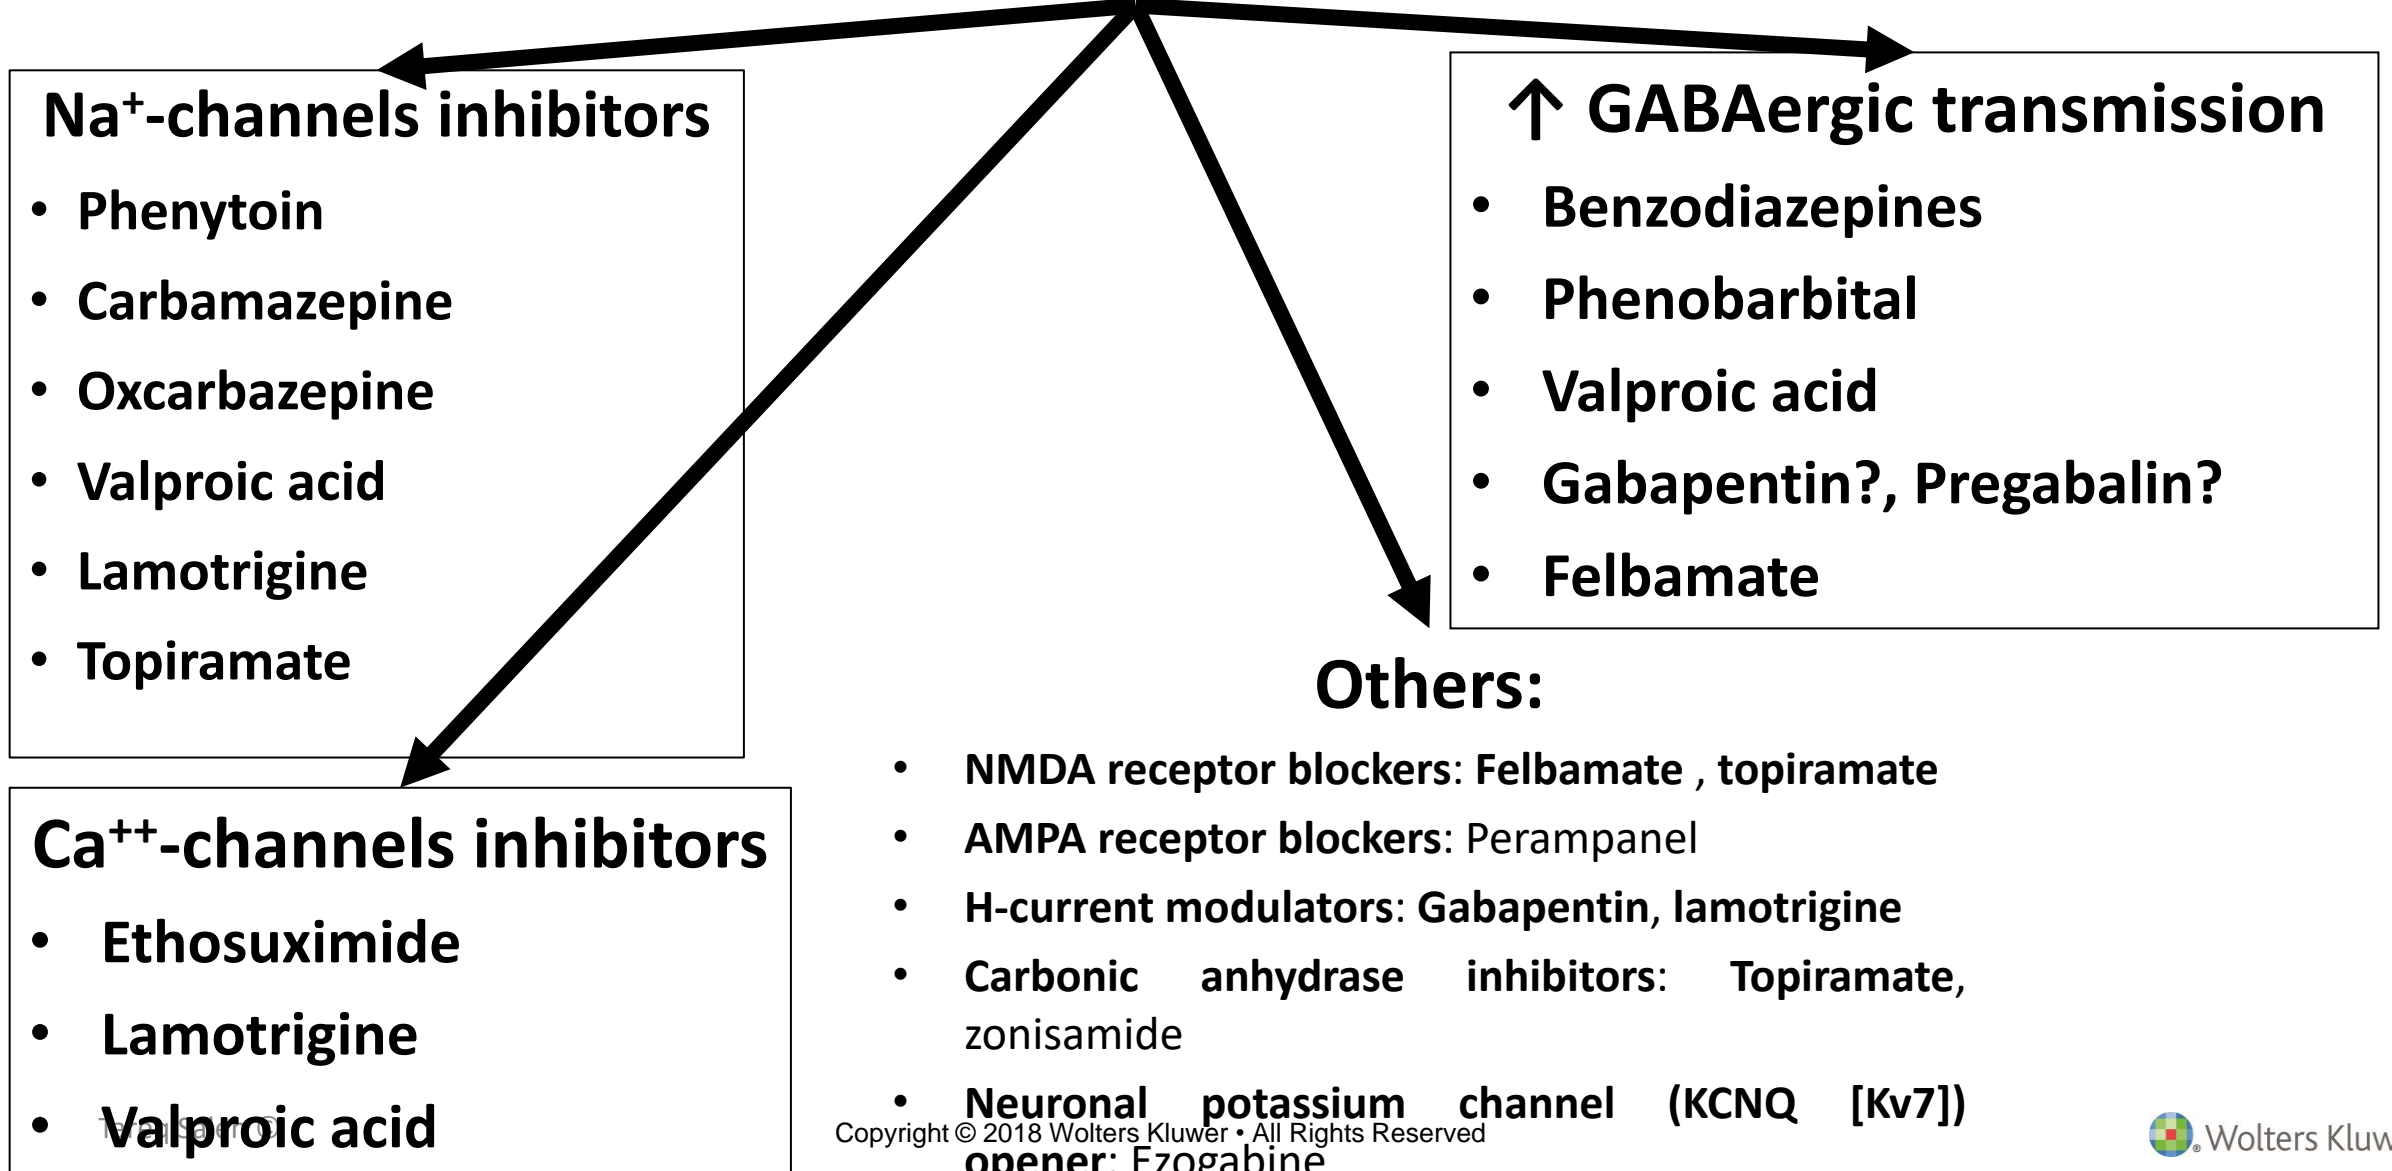 Na⁺-channels inhibitors
• Phenytoin
• Carbamazepine
• Oxcarbazepine
• Valproic acid
• Lamotrigine
• Topiramate
↑ GABAergic transmission
• Benzodiazepines
• Phenobarbital
• Valproic acid
• Gabapentin?, Pregabalin?
• Felbamate
Ca⁺⁺-channels inhibitors
• Ethosuximide
• Lamotrigine
• Valproic acid
Others:
• NMDA receptor blockers: Felbamate , topiramate
• AMPA receptor blockers: Perampanel
• H-current modulators: Gabapentin, lamotrigine
• Carbonic anhydrase inhibitors: Topiramate,
zonisamide
• Neuronal potassium channel (KCNQ [Kv7])
opener: Ezogabine
Copyright © 2018 Wolters Kluwer • All Rights Reserved
Wolters Kluw